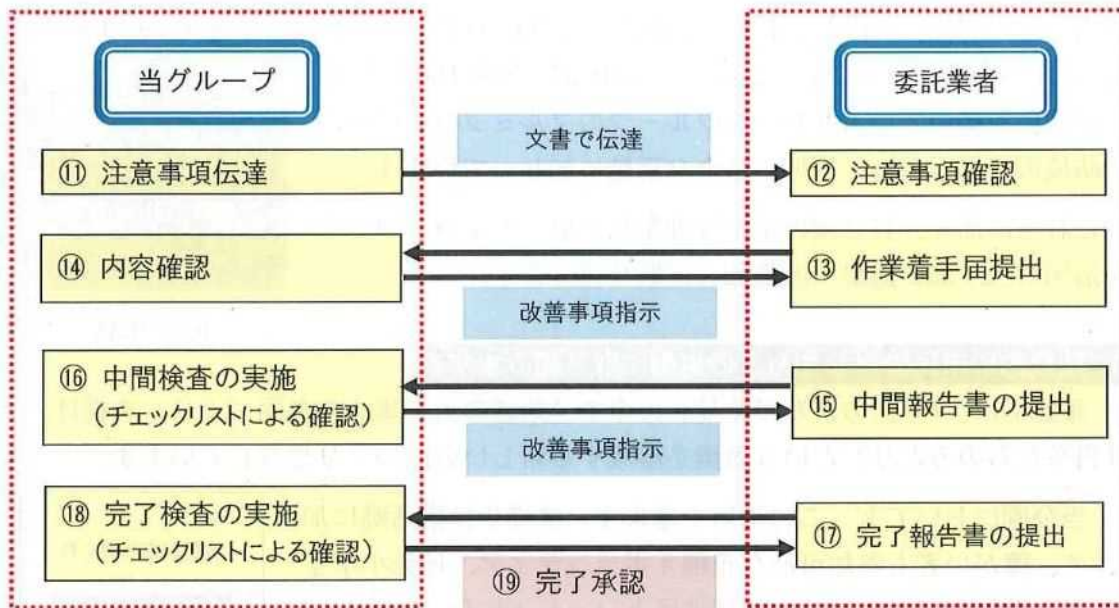 当グループ
委託業者
文書で伝達
⑪ 注意事項伝達
⑫ 注意事項確認
⑭ 内容確認
⑬ 作業着手届提出
改善事項指示
⑯ 中間検査の実施
(チェックリストによる確認)
⑮ 中間報告書の提出
改善事項指示
⑱ 完了検査の実施
(チェックリストによる確認)
⑰ 完了報告書の提出
⑲ 完了承認